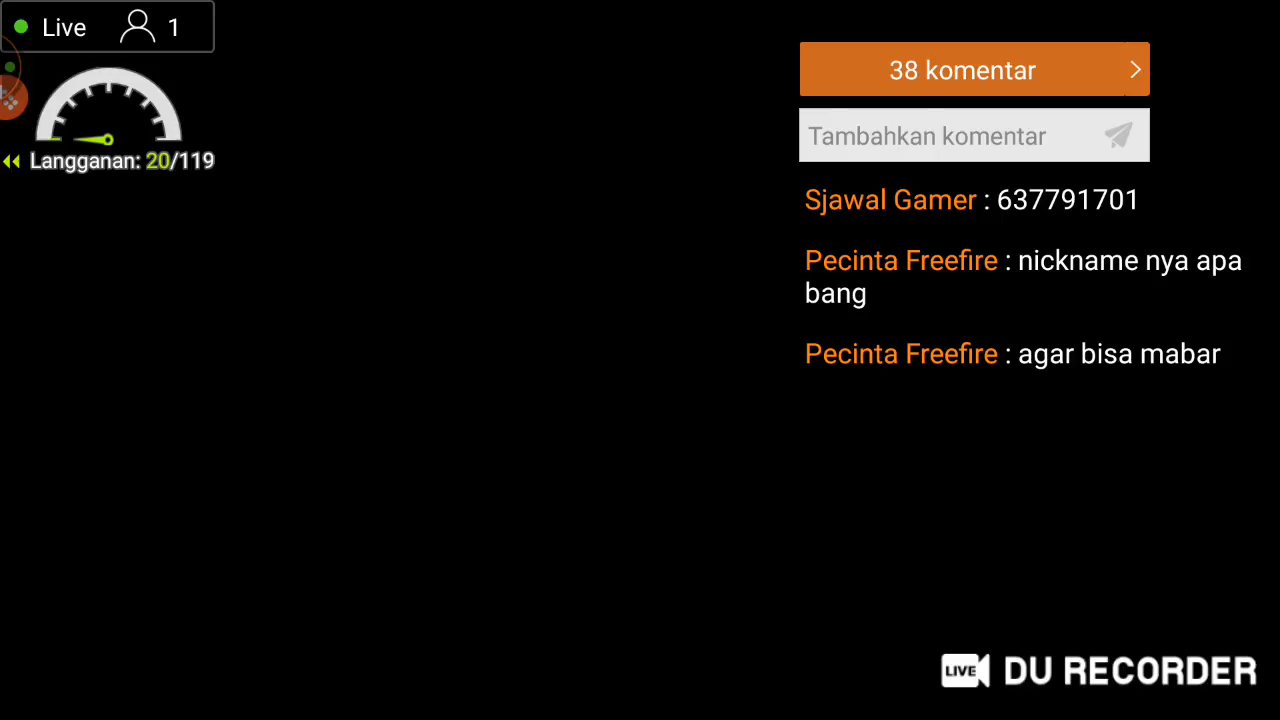 Live 1
38 komentar
Tambahkan komentar
Langganan: 20/119
Sjawal Gamer : 637791701
Pecinta Freefire : nickname nya apa
bang
Pecinta Freefire : agar bisa mabar
LIVE DU RECORDER